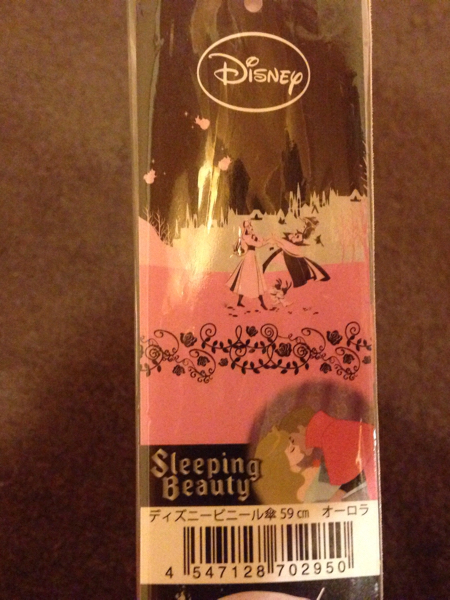 Disney
Sleeping
Beauty
ディズニービニール傘 59㎝ オーロラ
4 547128 702950